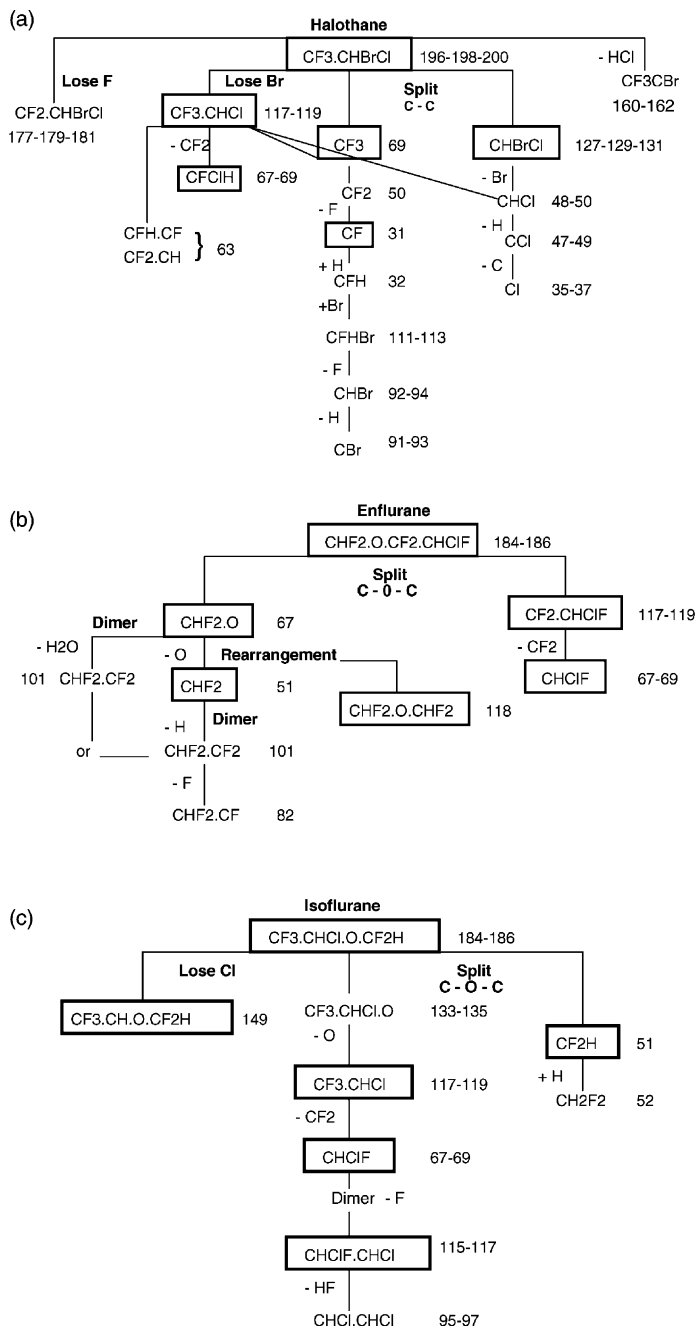 (a)
Halothane
CF3.CHBrCl 196-198-200
- HCl
Lose F Lose Br Split
C - C
CF3CBr
160-162
CF2.CHBrCl
177-179-181
CF3.CHCl 117-119
- CF2
CF3 69
CHBrCl 127-129-131
CFClH 67-69
- Br
CF2 50
CHCl 48-50
- F
- H
CFH.CF
CF2.CH } 63
CF 31
CCl 47-49
+ H
- C
CFH 32
Cl 35-37
+Br
CFHBr 111-113
- F
CHBr 92-94
- H
CBr 91-93
(b)
Enflurane
CHF2.O.CF2.CHClF 184-186
Split
C - 0 - C
Dimer
CHF2.O 67
CF2.CHClF 117-119
- H2O
- O
Rearrangement
- CF2
101 CHF2.CF2
CHF2 51
CHClF 67-69
CHF2.O.CHF2 118
Dimer
- H
or
CHF2.CF2 101
- F
CHF2.CF 82
(c)
Isoflurane
CF3.CHCl.O.CF2H 184-186
Lose Cl Split
C - O - C
CF3.CH.O.CF2H 149
CF3.CHCl.O 133-135
- O
CF2H 51
+ H
CF3.CHCl 117-119
CH2F2 52
- CF2
CHClF 67-69
Dimer - F
CHClF.CHCl 115-117
- HF
CHCl.CHCl 95-97